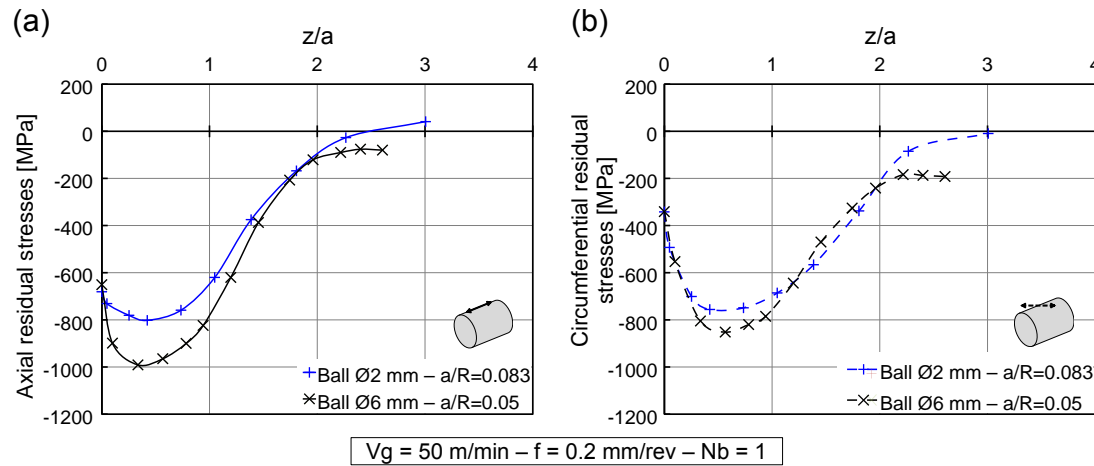 (a)
z/a
0 1 2 3 4
200
0
-200
-400
-600
-800
-1000
-1200
Axial residual stresses [MPa]
Ball Ø2 mm – a/R=0.083
Ball Ø6 mm – a/R=0.05
(b)
z/a
0 1 2 3 4
200
0
-200
-400
-600
-800
-1000
-1200
Circumferential residual
stresses [MPa]
Ball Ø2 mm – a/R=0.083
Ball Ø6 mm – a/R=0.05
Vg = 50 m/min – f = 0.2 mm/rev – Nb = 1